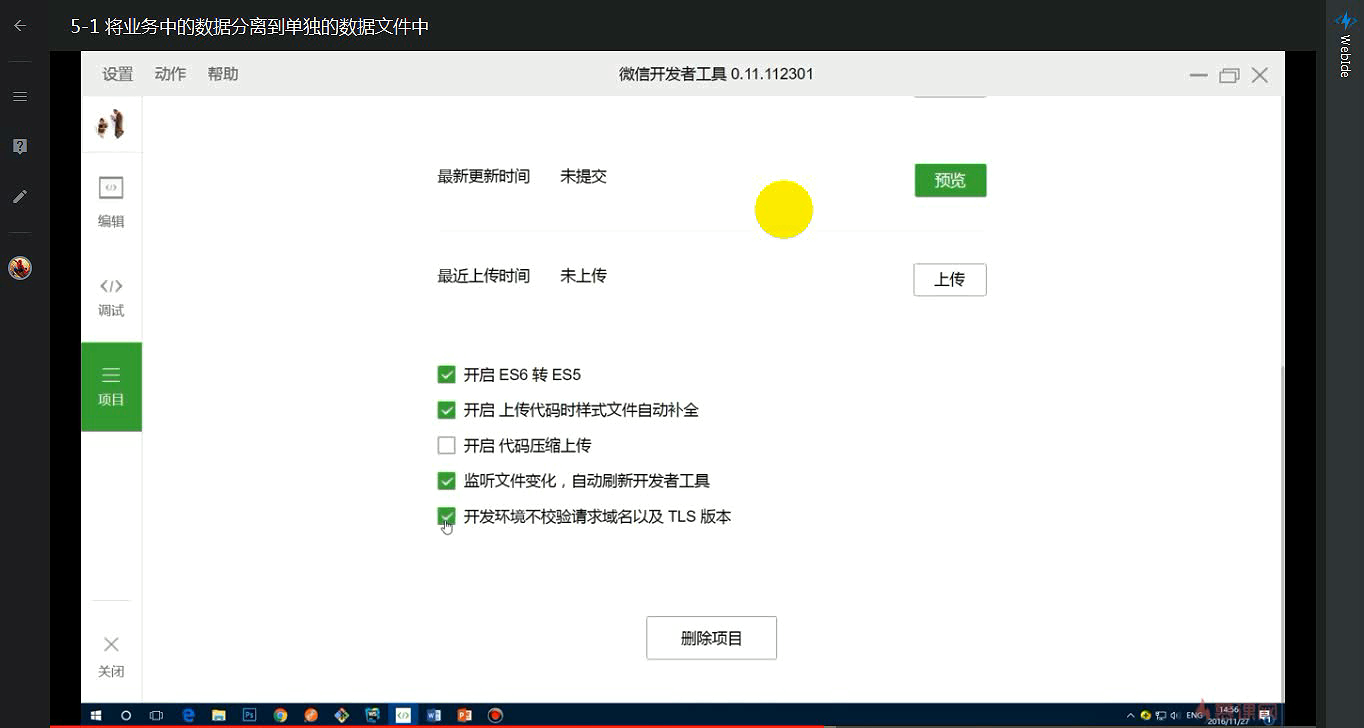 5-1 将业务中的数据分离到单独的数据文件中
WebIde
设置 动作 帮助
微信开发者工具 0.11.112301
最新更新时间 未提交
预览
编辑
最近上传时间 未上传
上传
调试
开启 ES6 转 ES5
项目
开启 上传代码时样式文件自动补全
开启 代码压缩上传
监听文件变化，自动刷新开发者工具
开发环境不校验请求域名以及 TLS 版本
删除项目
关闭
ENG
14:56
2016/11/27
慕课网